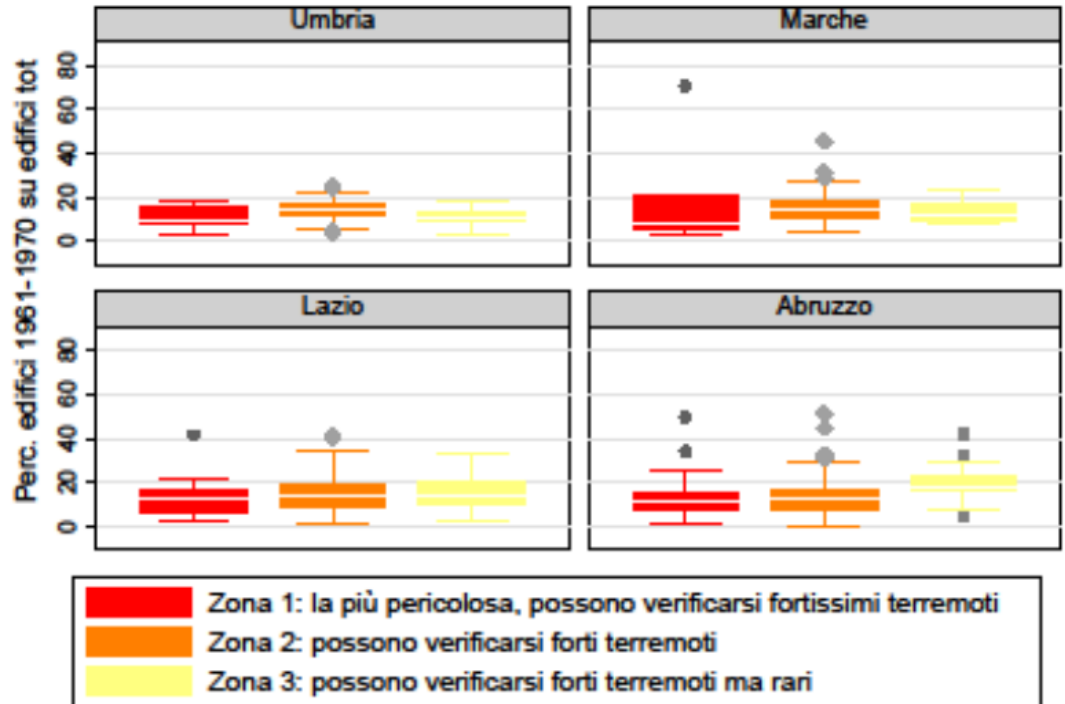 Umbria
Marche
Perc. edifici 1961-1970 su edifici tot
80
60
40
20
0
Lazio
Abruzzo
80
60
40
20
0
Zona 1: la più pericolosa, possono verificarsi fortissimi terremoti
Zona 2: possono verificarsi forti terremoti
Zona 3: possono verificarsi forti terremoti ma rari